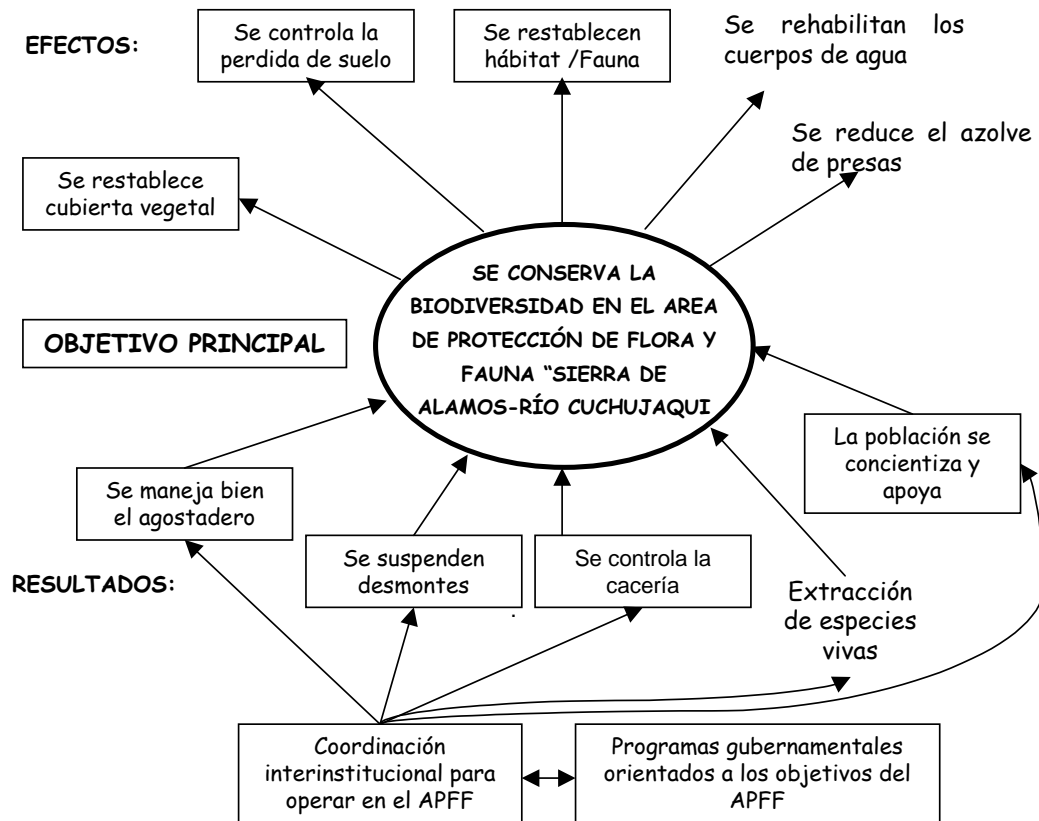 EFECTOS:
Se controla la
perdida de suelo
Se restablecen
hábitat /Fauna
Se rehabilitan los
cuerpos de agua
Se reduce el azolve
de presas
Se restablece
cubierta vegetal
SE CONSERVA LA
BIODIVERSIDAD EN EL AREA
DE PROTECCIÓN DE FLORA Y
FAUNA “SIERRA DE
ALAMOS-RÍO CUCHUJAQUI
OBJETIVO PRINCIPAL
La población se
concientiza y
apoya
Se maneja bien
el agostadero
RESULTADOS:
Se suspenden
desmontes
.
Se controla la
cacería
Extracción
de especies
vivas
Coordinación
interinstitucional para
operar en el APFF
Programas gubernamentales
orientados a los objetivos del
APFF